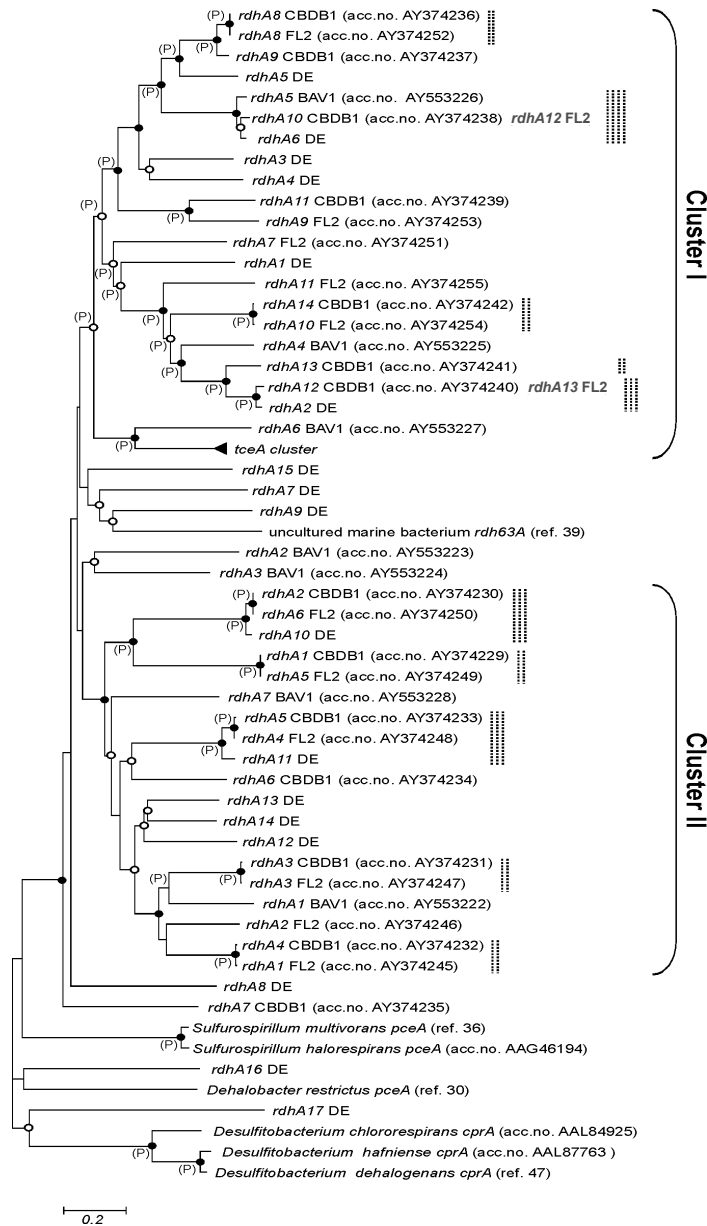 (P) rdhA8 CBDB1 (acc.no. AY374236)
(P) rdhA8 FL2 (acc.no. AY374252)
(P) rdhA9 CBDB1 (acc.no. AY374237)
rdhA5 DE
(P) rdhA5 BAV1 (acc.no. AY553226)
rdhA10 CBDB1 (acc.no. AY374238) rdhA12 FL2
rdhA6 DE
(P) rdhA3 DE
rdhA4 DE
rdhA11 CBDB1 (acc.no. AY374239)
(P) (P) rdhA9 FL2 (acc.no. AY374253)
rdhA7 FL2 (acc.no. AY374251)
(P) rdhA1 DE
(P) rdhA11 FL2 (acc.no. AY374255)
rdhA14 CBDB1 (acc.no. AY374242)
(P) (P) rdhA10 FL2 (acc.no. AY374254)
(P) rdhA4 BAV1 (acc.no. AY553225)
rdhA13 CBDB1 (acc.no. AY374241)
(P) rdhA12 CBDB1 (acc.no. AY374240) rdhA13 FL2
(P) (P) rdhA2 DE
rdhA6 BAV1 (acc.no. AY553227)
(P) tceA cluster
Cluster I
rdhA15 DE
rdhA7 DE
rdhA9 DE
uncultured marine bacterium rdh63A (ref. 39)
rdhA2 BAV1 (acc.no. AY553223)
rdhA3 BAV1 (acc.no. AY553224)
(P) rdhA2 CBDB1 (acc.no. AY374230)
(P) rdhA6 FL2 (acc.no. AY374250)
rdhA10 DE
(P) rdhA1 CBDB1 (acc.no. AY374229)
(P) rdhA5 FL2 (acc.no. AY374249)
rdhA7 BAV1 (acc.no. AY553228)
(P) rdhA5 CBDB1 (acc.no. AY374233)
(P) rdhA4 FL2 (acc.no. AY374248)
rdhA11 DE
rdhA6 CBDB1 (acc.no. AY374234)
rdhA13 DE
rdhA14 DE
rdhA12 DE
rdhA3 CBDB1 (acc.no. AY374231)
(P) (P) rdhA3 FL2 (acc.no. AY374247)
rdhA1 BAV1 (acc.no. AY553222)
rdhA2 FL2 (acc.no. AY374246)
rdhA4 CBDB1 (acc.no. AY374232)
(P) rdhA1 FL2 (acc.no. AY374245)
Cluster II
rdhA8 DE
rdhA7 CBDB1 (acc.no. AY374235)
Sulfurospirillum multivorans pceA (ref. 36)
(P) Sulfurospirillum halorespirans pceA (acc.no. AAG46194)
rdhA16 DE
Dehalobacter restrictus pceA (ref. 30)
rdhA17 DE
Desulfitobacterium chlororespirans cprA (acc.no. AAL84925)
(P) Desulfitobacterium hafniense cprA (acc.no. AAL87763 )
(P) Desulfitobacterium dehalogenans cprA (ref. 47)
0.2